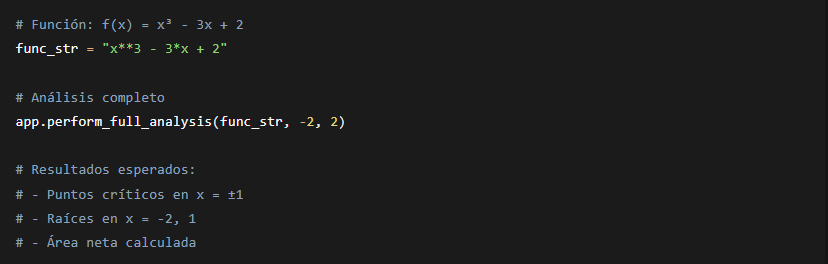 # Función: f(x) = x³ - 3x + 2
func_str = "x**3 - 3*x + 2"
# Análisis completo
app.perform_full_analysis(func_str, -2, 2)
# Resultados esperados:
# - Puntos críticos en x = ±1
# - Raíces en x = -2, 1
# - Área neta calculada